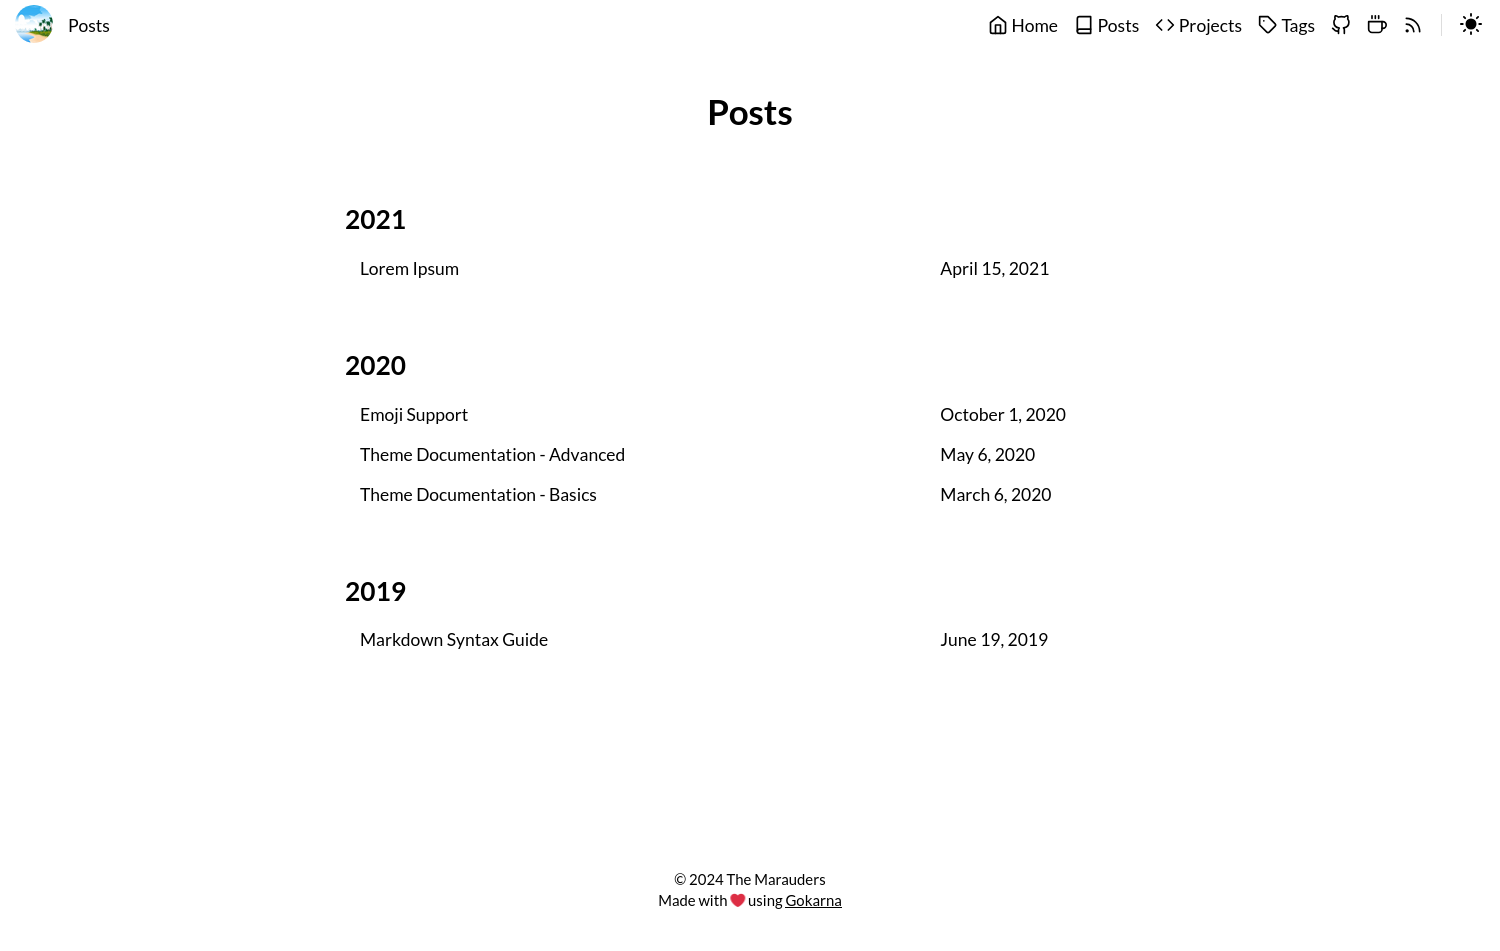 Posts
Home Posts Projects Tags
Posts
2021
Lorem Ipsum April 15, 2021
2020
Emoji Support October 1, 2020
Theme Documentation - Advanced May 6, 2020
Theme Documentation - Basics March 6, 2020
2019
Markdown Syntax Guide June 19, 2019
© 2024 The Marauders
Made with ❤️ using Gokarna